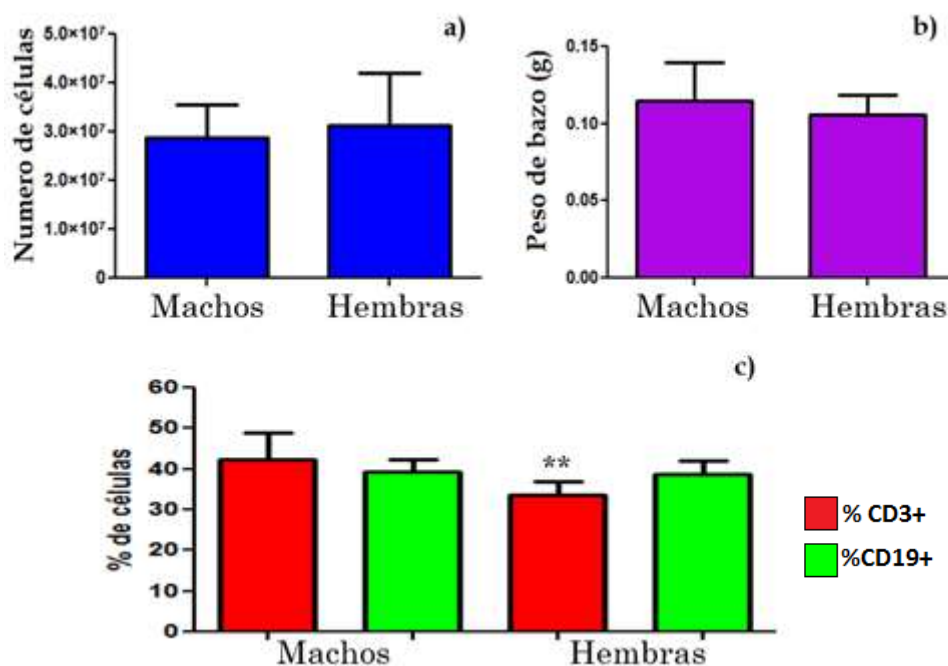 a)
Numero de células
5.0×10⁷
4.0×10⁷
3.0×10⁷
2.0×10⁷
1.0×10⁷
0
Machos Hembras
b)
Peso de bazo (g)
0.15
0.10
0.05
0.00
Machos Hembras
c)
% de células
60
50
40
30
20
10
0
**
Machos Hembras
% CD3+
%CD19+